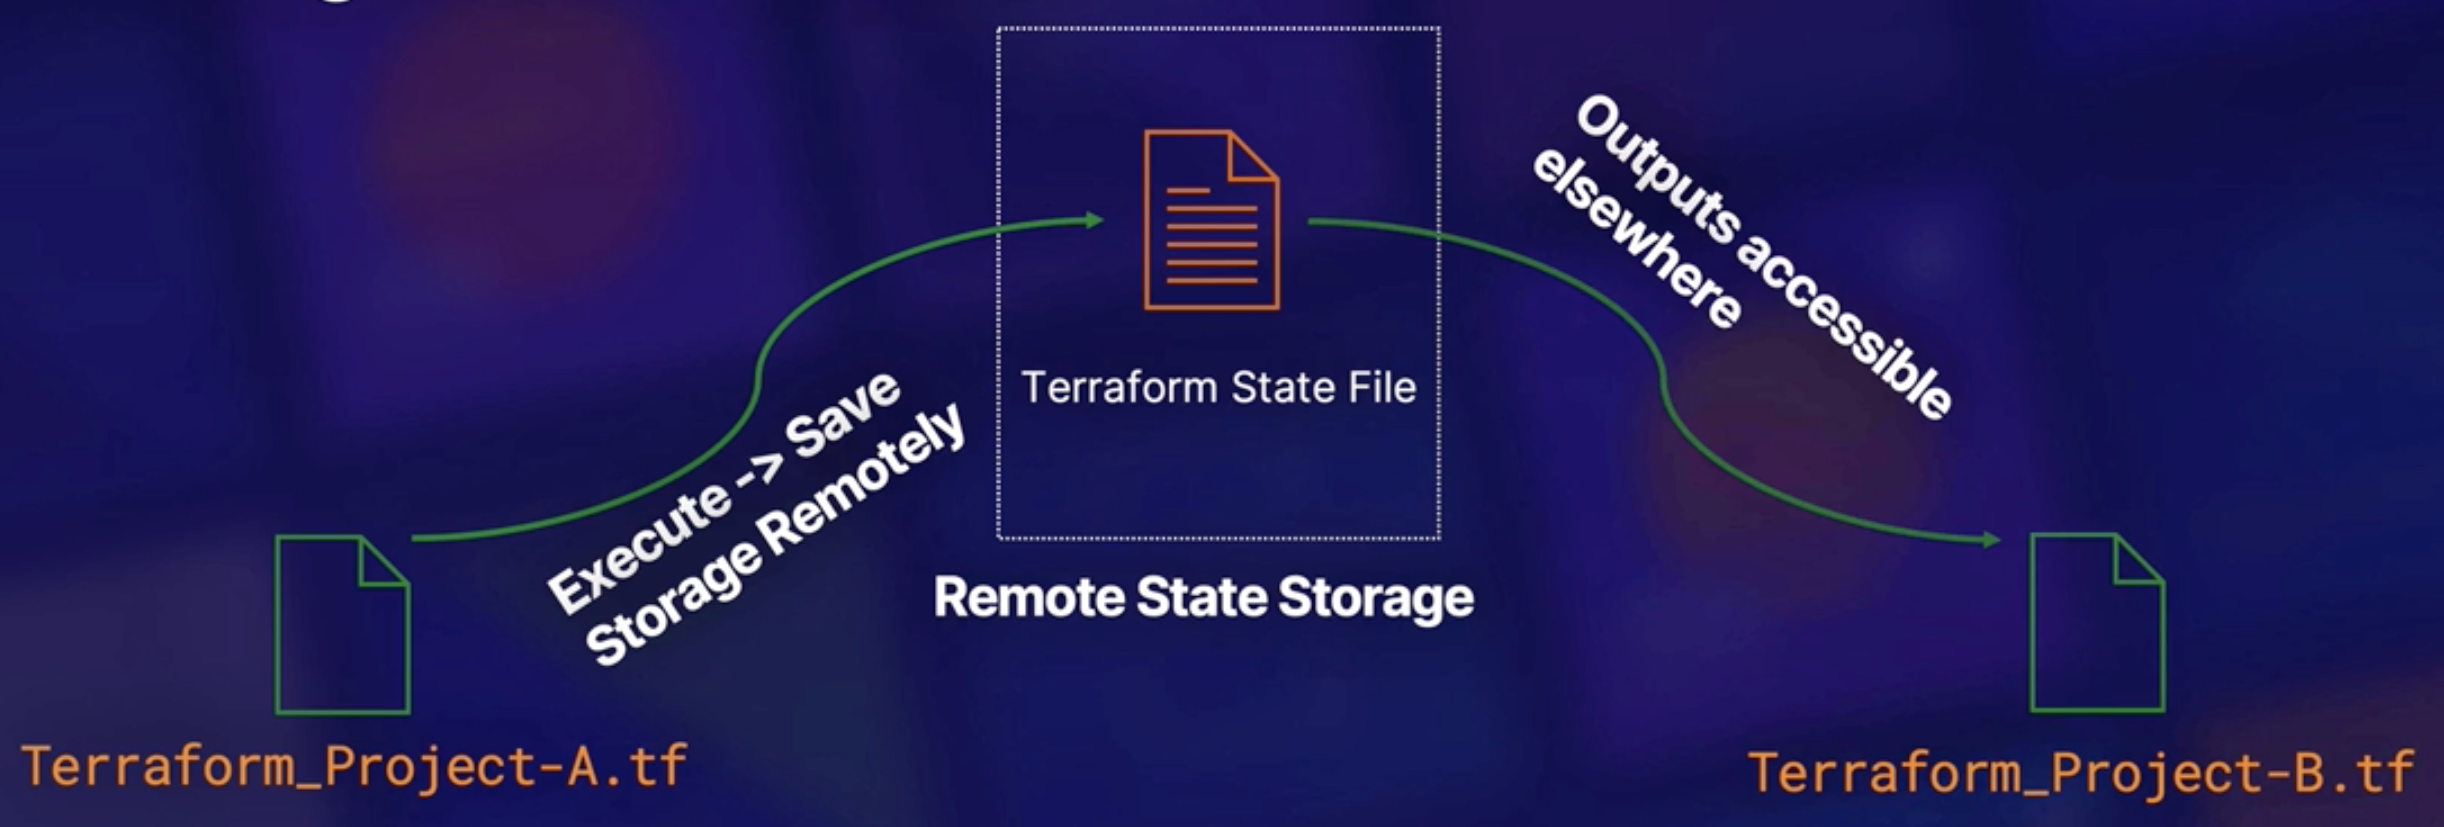 Outputs accessible
elsewhere
Terraform State File
Execute --> Save
Storage Remotely
Remote State Storage
Terraform_Project-A.tf
Terraform_Project-B.tf